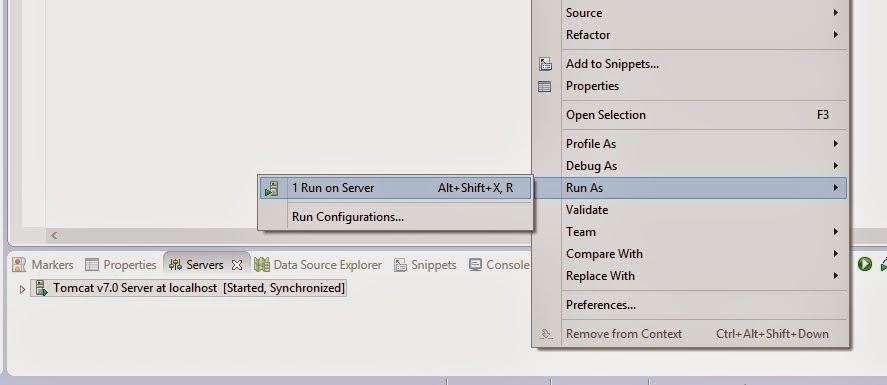 Source
Refactor
Add to Snippets...
Properties
Open Selection F3
Profile As
Debug As
Run As
1 Run on Server Alt+Shift+X, R
Run Configurations...
Validate
Team
Compare With
Replace With
Preferences...
Remove from Context Ctrl+Alt+Shift+Down
Markers Properties Servers Data Source Explorer Snippets Console
Tomcat v7.0 Server at localhost [Started, Synchronized]